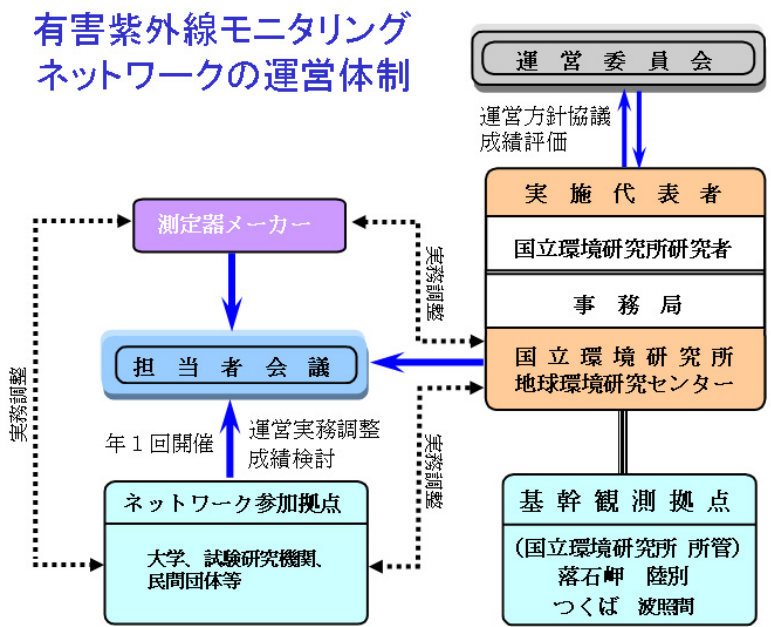 有害紫外線モニタリング
ネットワークの運営体制
運営委員会
運営方針協議
成績評価
実施代表者
国立環境研究所研究者
事務局
国立環境研究所
地球環境研究センター
測定器メーカー
実務調整
担当者会議
実務調整
年1回開催
運営実務調整
成績検討
実務調整
ネットワーク参加拠点
大学、試験研究機関、
民間団体等
基幹観測拠点
(国立環境研究所 所管)
落石岬 陸別
つくば 波照間